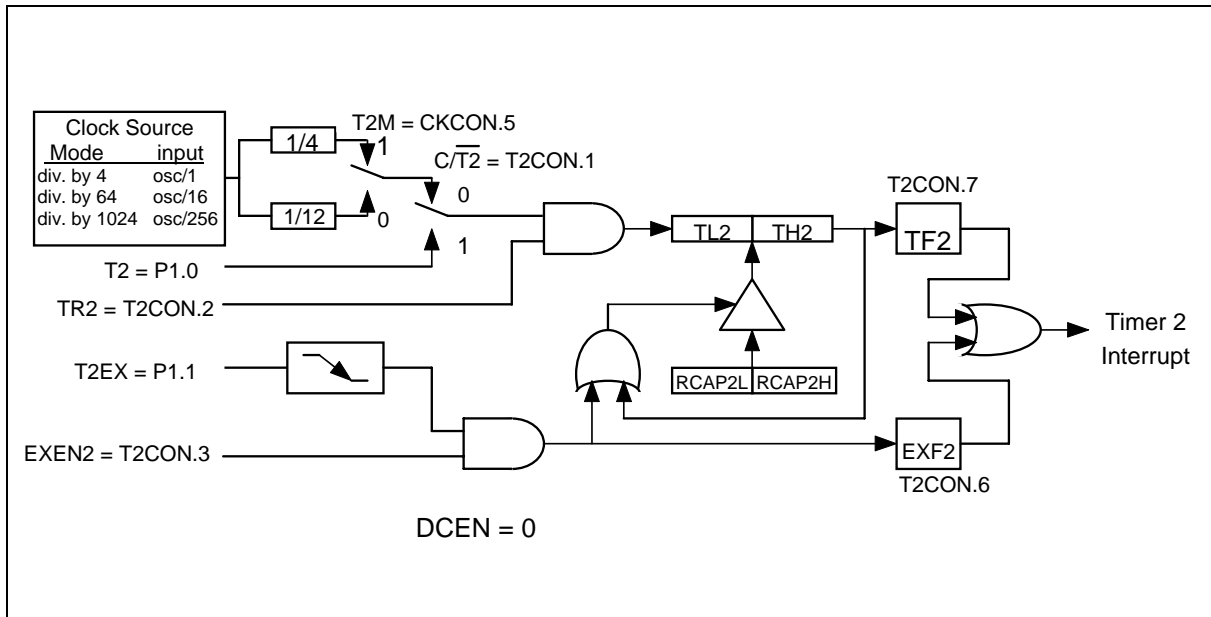 Clock Source
Mode input
div. by 4 osc/1
div. by 64 osc/16
div. by 1024 osc/256
1/4
1/12
T2M = CKCON.5
1
0
C/T2 = T2CON.1
0
1
T2 = P1.0
TR2 = T2CON.2
T2EX = P1.1
EXEN2 = T2CON.3
TL2 TH2
RCAP2L RCAP2H
T2CON.7
TF2
EXF2
T2CON.6
Timer 2
Interrupt
DCEN = 0